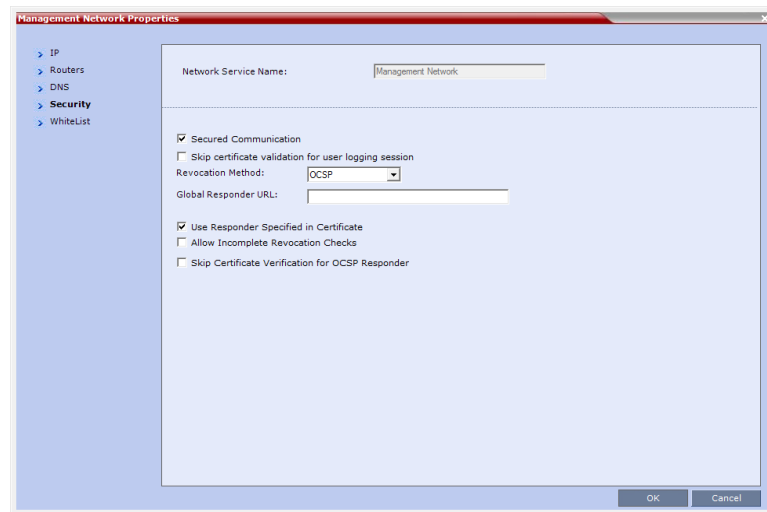 Management Network Properties
IP
Routers
DNS
Security
WhiteList
Network Service Name: Management Network
Secured Communication
Skip certificate validation for user logging session
Revocation Method: OCSP
Global Responder URL:
Use Responder Specified in Certificate
Allow Incomplete Revocation Checks
Skip Certificate Verification for OCSP Responder
OK Cancel